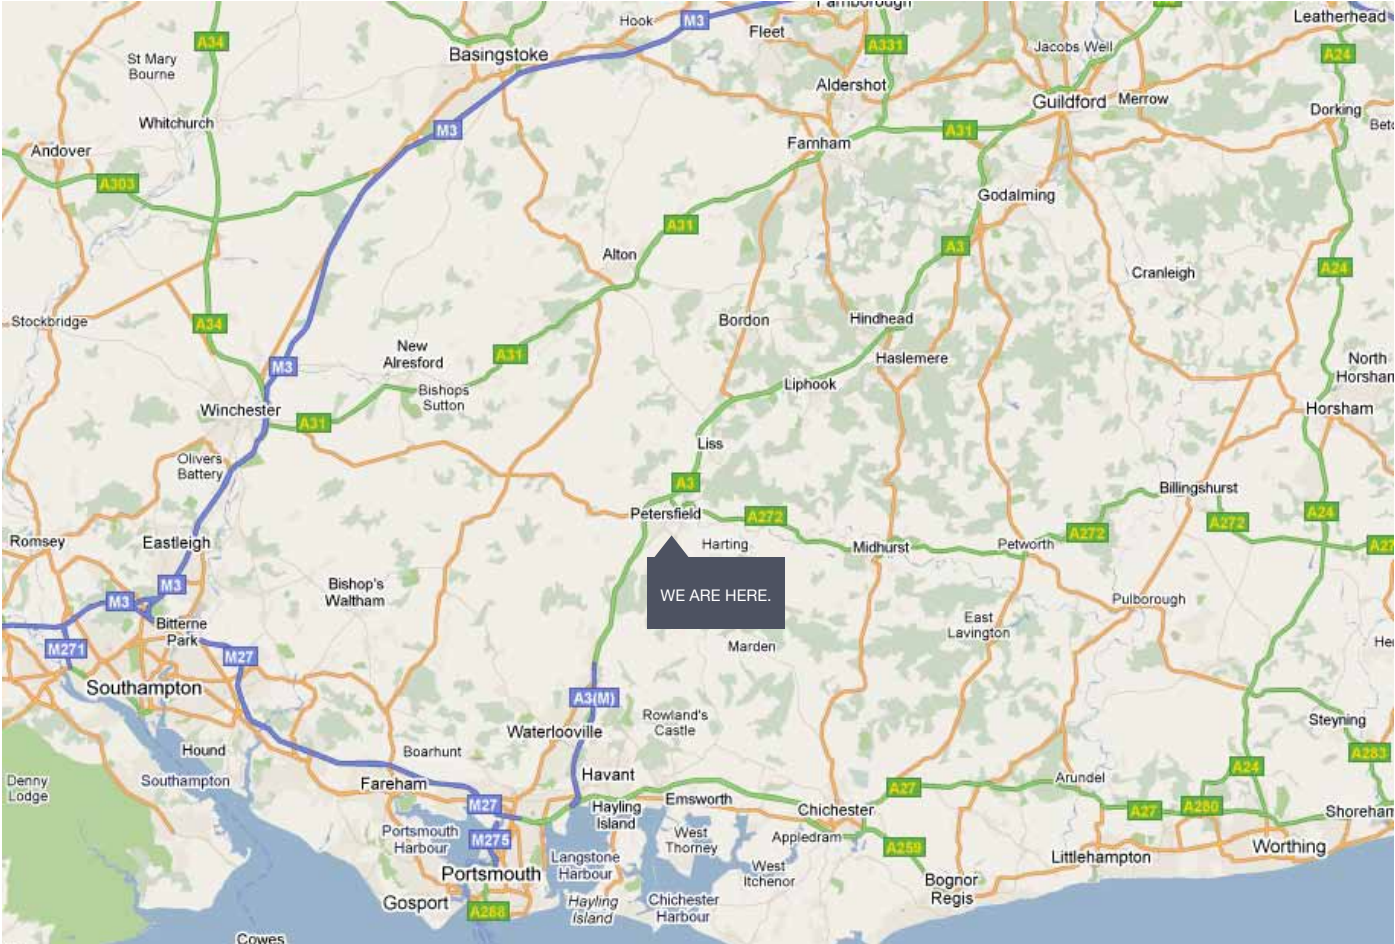 Farnborough
Hook
M3
Fleet
Leatherhead
A34
A331
Jacobs Well
Basingstoke
A24
St Mary
Bourne
Aldershot
Guildford
Merrow
Dorking
Whitchurch
M3
A31
Farnham
Andover
A303
Godalming
A31
A3
Alton
Cranleigh
A24
Stockbridge
A34
Bordon
Hindhead
New
Alresford
A31
Haslemere
North
Horsham
M3
Liphook
Bishops
Sutton
Winchester
A31
Horsham
Liss
Olivers
Battery
A3
Billingshurst
Petersfield
A272
A24
A272
A272
Romsey
Eastleigh
Harting
Midhurst
Petworth
A27
M3
Bishop's
Waltham
WE ARE HERE.
M3
Pulborough
Bitterne
Park
East
Lavington
M271
M27
Marden
Southampton
A3(M)
Rowland's
Castle
Steyning
Waterlooville
Hound
Boarhunt
A283
Denny
Lodge
Southampton
Fareham
Havant
A24
Arundel
A27
M27
Hayling
Island
Emsworth
Chichester
A27
A280
Shoreham
Portsmouth
Harbour
M275
West
Thorney
Appledram
A259
Worthing
Langstone
Harbour
Littlehampton
Portsmouth
West
Itchenor
Bognor
Regis
Gosport
A288
Hayling
Island
Chichester
Harbour
Cowes